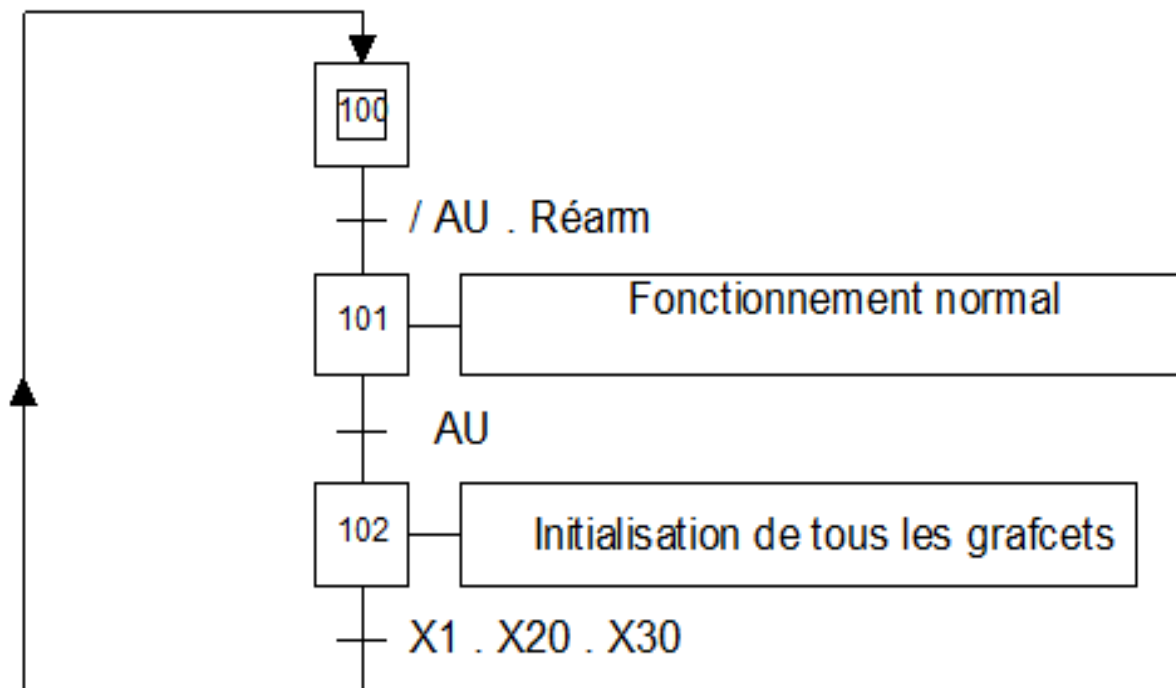 100
/ AU . Réarm
101
Fonctionnement normal
AU
102
Initialisation de tous les grafcets
X1 . X20 . X30